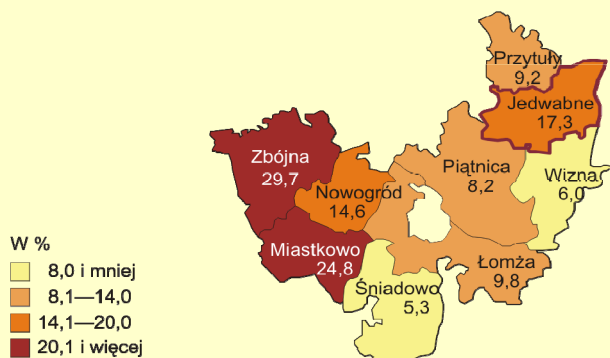 Przytuły
9,2
Jedwabne
17,3
Zbójna
29,7
Piątnica
8,2
Wizna
6,0
Nowogród
14,6
Miastkowo
24,8
Łomża
9,8
Śniadowo
5,3
W %
8,0 i mniej
8,1—14,0
14,1—20,0
20,1 i więcej